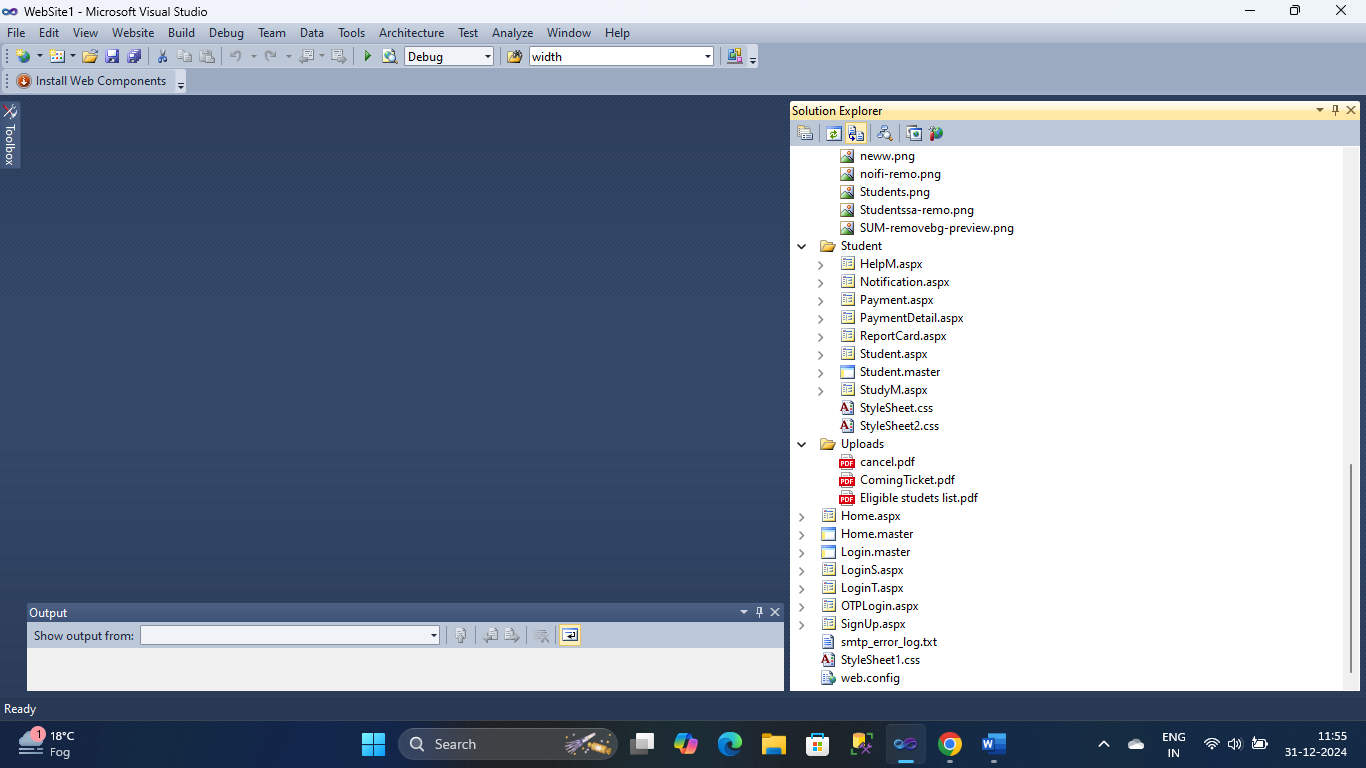 WebSite1 - Microsoft Visual Studio
File Edit View Website Build Debug Team Data Tools Architecture Test Analyze Window Help
Debug width
Install Web Components
Toolbox
Solution Explorer
neww.png
noifi-remo.png
Students.png
Studentssa-remo.png
SUM-removebg-preview.png
Student
HelpM.aspx
Notification.aspx
Payment.aspx
PaymentDetail.aspx
ReportCard.aspx
Student.aspx
Student.master
StudyM.aspx
StyleSheet.css
StyleSheet2.css
Uploads
PDF cancel.pdf
PDF ComingTicket.pdf
PDF Eligible studets list.pdf
Home.aspx
Home.master
Login.master
LoginS.aspx
LoginT.aspx
OTPLogin.aspx
SignUp.aspx
smtp_error_log.txt
StyleSheet1.css
web.config
Output
Show output from:
Ready
1
18°C
Fog
Search
ENG
IN
11:55
31-12-2024